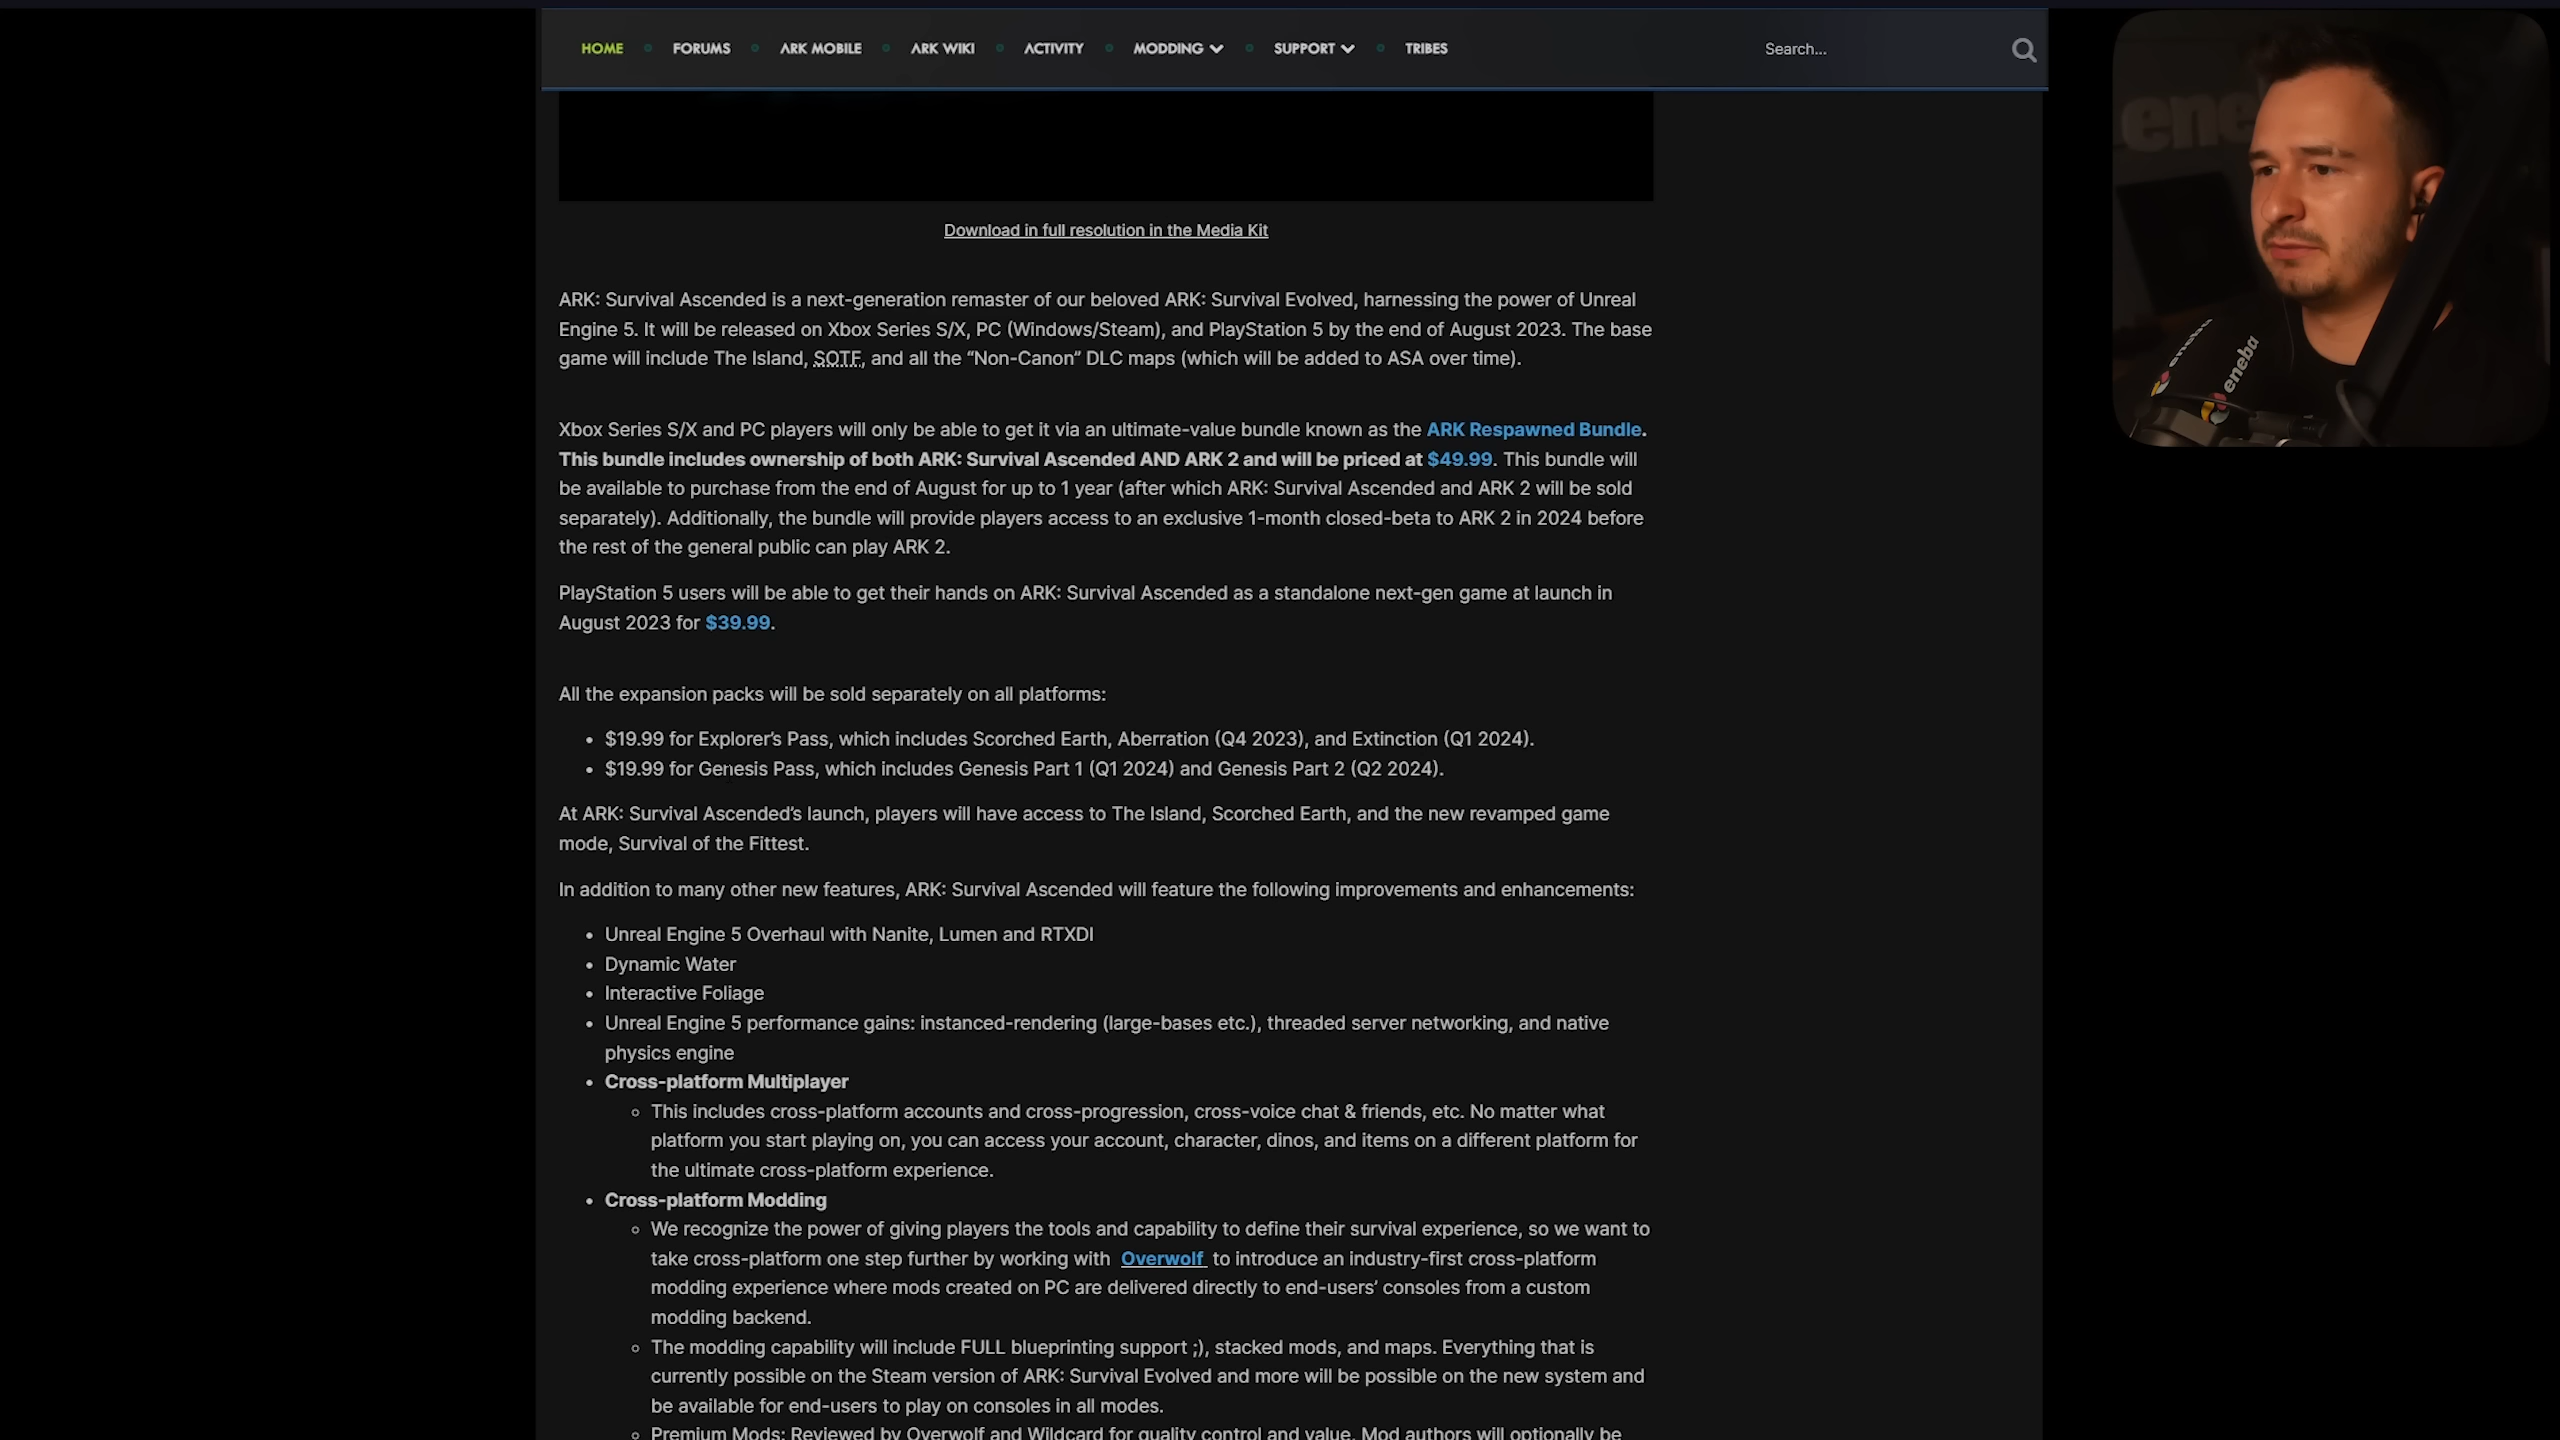 HOME FORUMS ARK MOBILE ARK WIKI ACTIVITY MODDING SUPPORT TRIBES Search...
Download in full resolution in the Media Kit
ARK: Survival Ascended is a next-generation remaster of our beloved ARK: Survival Evolved, harnessing the power of Unreal
Engine 5. It will be released on Xbox Series S/X, PC (Windows/Steam), and PlayStation 5 by the end of August 2023. The base
game will include The Island, SOTF, and all the “Non-Canon” DLC maps (which will be added to ASA over time).
Xbox Series S/X and PC players will only be able to get it via an ultimate-value bundle known as the ARK Respawned Bundle.
This bundle includes ownership of both ARK: Survival Ascended AND ARK 2 and will be priced at $49.99. This bundle will
be available to purchase from the end of August for up to 1 year (after which ARK: Survival Ascended and ARK 2 will be sold
separately). Additionally, the bundle will provide players access to an exclusive 1-month closed-beta to ARK 2 in 2024 before
the rest of the general public can play ARK 2.
PlayStation 5 users will be able to get their hands on ARK: Survival Ascended as a standalone next-gen game at launch in
August 2023 for $39.99.
All the expansion packs will be sold separately on all platforms:
• $19.99 for Explorer’s Pass, which includes Scorched Earth, Aberration (Q4 2023), and Extinction (Q1 2024).
• $19.99 for Genesis Pass, which includes Genesis Part 1 (Q1 2024) and Genesis Part 2 (Q2 2024).
At ARK: Survival Ascended’s launch, players will have access to The Island, Scorched Earth, and the new revamped game
mode, Survival of the Fittest.
In addition to many other new features, ARK: Survival Ascended will feature the following improvements and enhancements:
• Unreal Engine 5 Overhaul with Nanite, Lumen and RTXDI
• Dynamic Water
• Interactive Foliage
• Unreal Engine 5 performance gains: instanced-rendering (large-bases etc.), threaded server networking, and native
physics engine
• Cross-platform Multiplayer
◦ This includes cross-platform accounts and cross-progression, cross-voice chat & friends, etc. No matter what
platform you start playing on, you can access your account, character, dinos, and items on a different platform for
the ultimate cross-platform experience.
• Cross-platform Modding
◦ We recognize the power of giving players the tools and capability to define their survival experience, so we want to
take cross-platform one step further by working with Overwolf to introduce an industry-first cross-platform
modding experience where mods created on PC are delivered directly to end-users’ consoles from a custom
modding backend.
◦ The modding capability will include FULL blueprinting support ;), stacked mods, and maps. Everything that is
currently possible on the Steam version of ARK: Survival Evolved and more will be possible on the new system and
be available for end-users to play on consoles in all modes.
◦ Premium Mods: Reviewed by Overwolf and Wildcard for quality control and value. Mod authors will optionally be
eneba